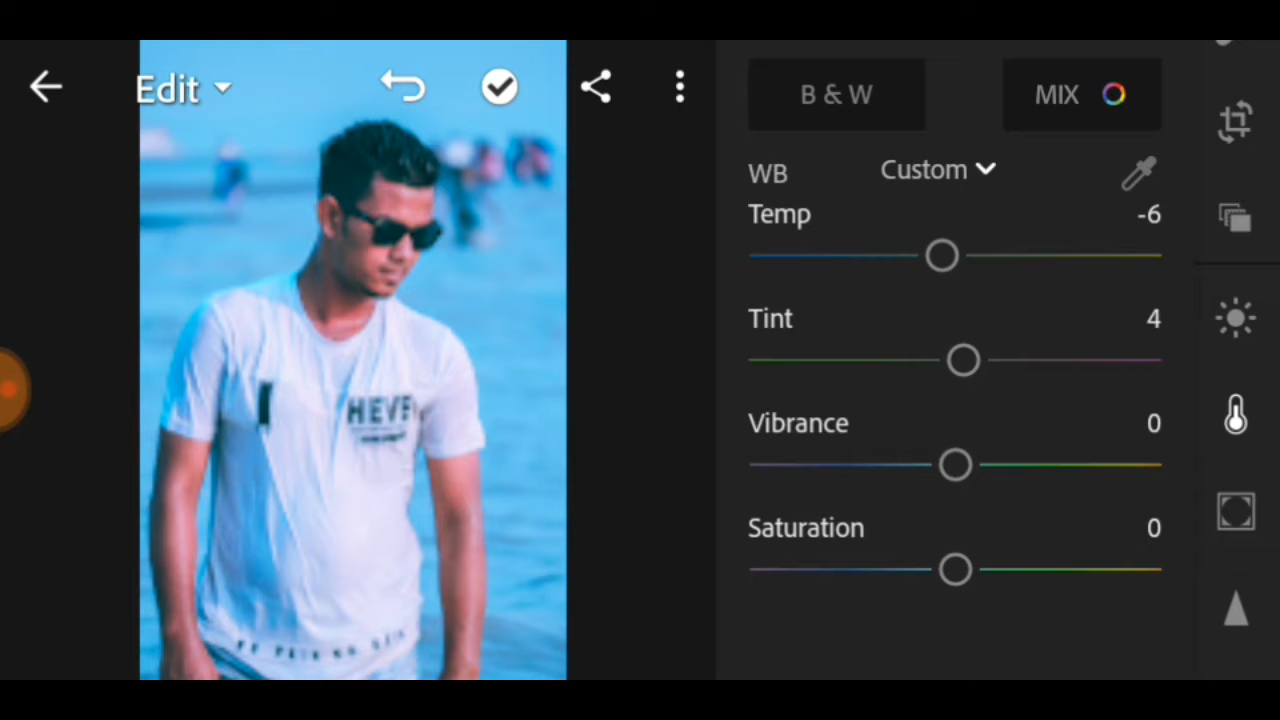 Edit
B & W
MIX
WB
Custom
Temp
-6
Tint
4
Vibrance
0
Saturation
0
HEVE